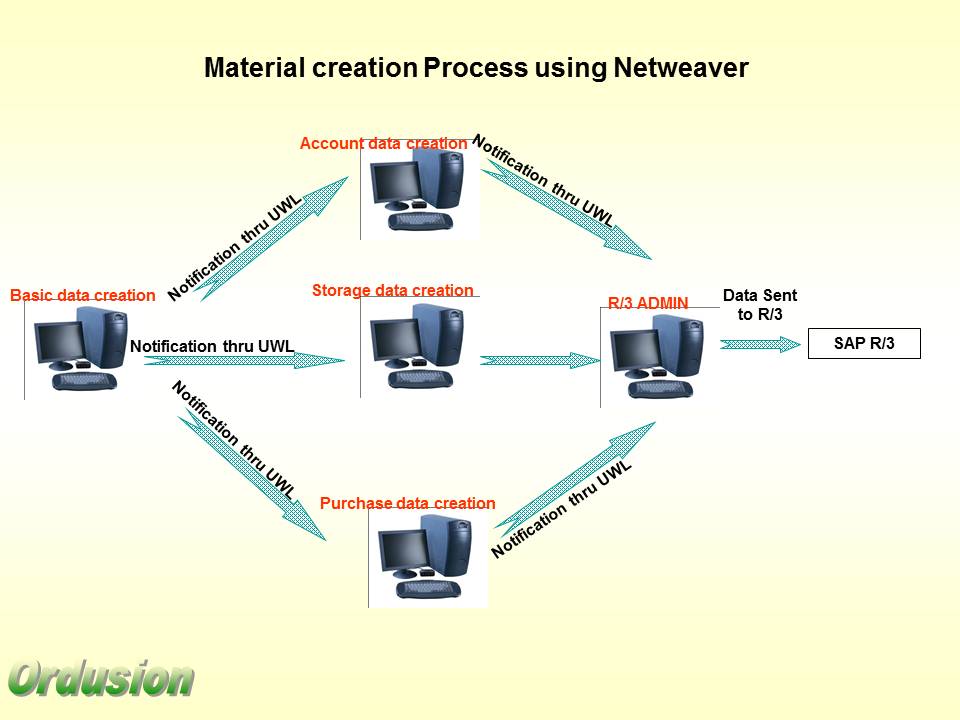 Material creation Process using Netweaver
Account data creation
Notification thru UWL
Notification thru UWL
Basic data creation
Storage data creation
R/3 ADMIN
Data Sent
to R/3
Notification thru UWL
SAP R/3
Notification thru UWL
Purchase data creation
Notification thru UWL
Ordusion